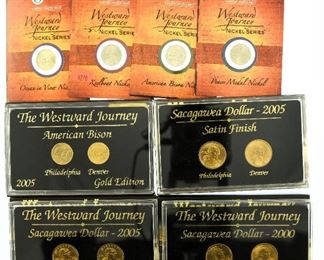 Westward Journey
NICKEL SERIES
Westward Journey
NICKEL SERIES
Westward Journey
NICKEL SERIES
Westward Journey
NICKEL SERIES
Ocean in View Nickel
Keelboat Nickel
American Bison Nickel
Peace Medal Nickel
The Westward Journey
American Bison
Philadelphia Denver
2005 Gold Edition
Sacagawea Dollar - 2005
Satin Finish
Philadelphia Denver
The Westward Journey
Sacagawea Dollar - 2005
The Westward Journey
Sacagawea Dollar - 2000